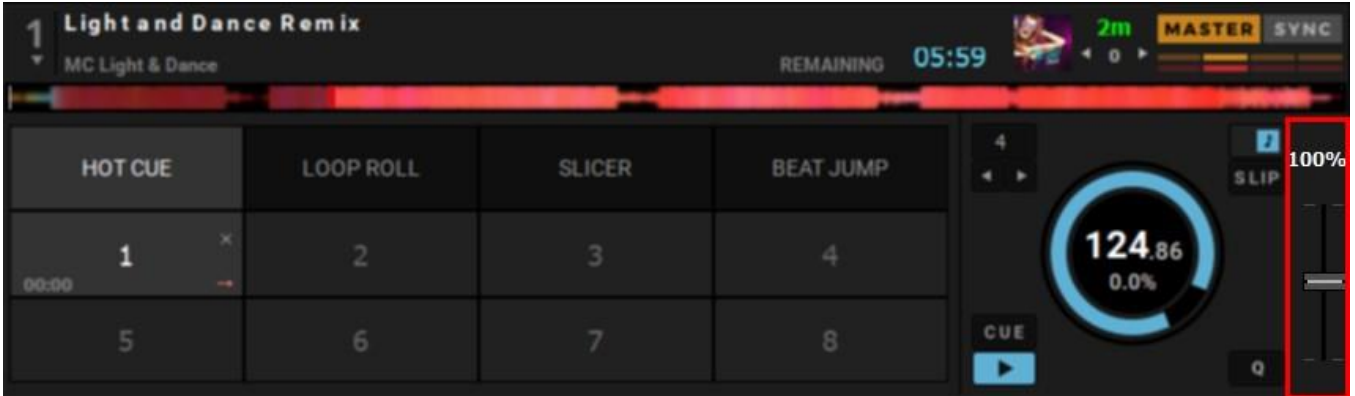 1 Light and Dance Remix
MC Light & Dance
REMAINING 05:59
2m
0
MASTER SYNC
HOT CUE LOOP ROLL SLICER BEAT JUMP
1 2 3 4
00:00
5 6 7 8
4
SLIP
124.86
0.0%
CUE
Q
100%